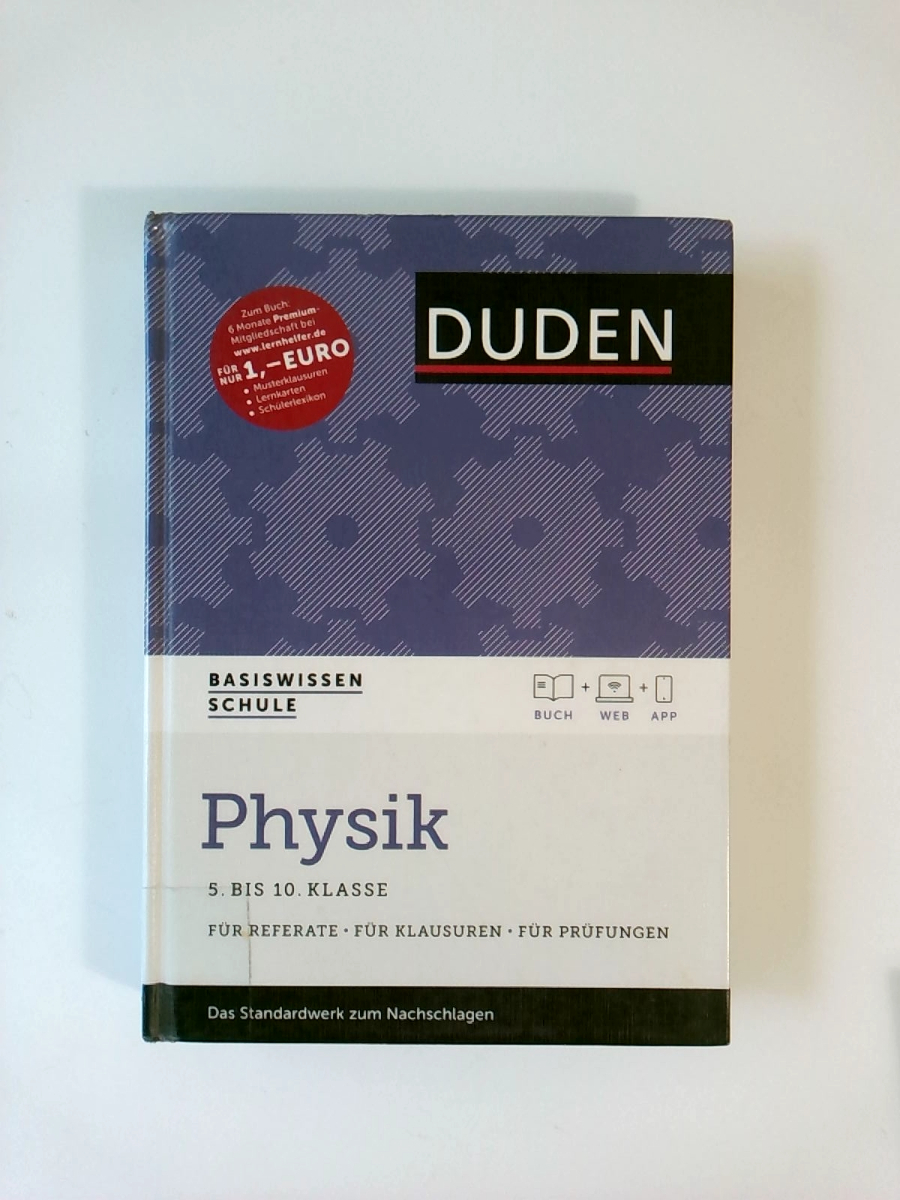 Zum Buch:
6 Monate Premium-
Mitgliedschaft bei
www.lernhelfer.de
FÜR
NUR 1,–EURO
• Musterklausuren
• Lernkarten
• Schülerlexikon
DUDEN
BASISWISSEN
SCHULE
BUCH + WEB + APP
Physik
5. BIS 10. KLASSE
FÜR REFERATE • FÜR KLAUSUREN • FÜR PRÜFUNGEN
Das Standardwerk zum Nachschlagen